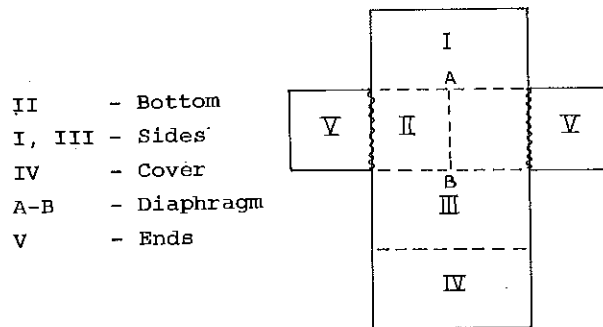 II - Bottom
I, III - Sides
IV - Cover
A-B - Diaphragm
V - Ends
I
A
V II V
B
III
IV